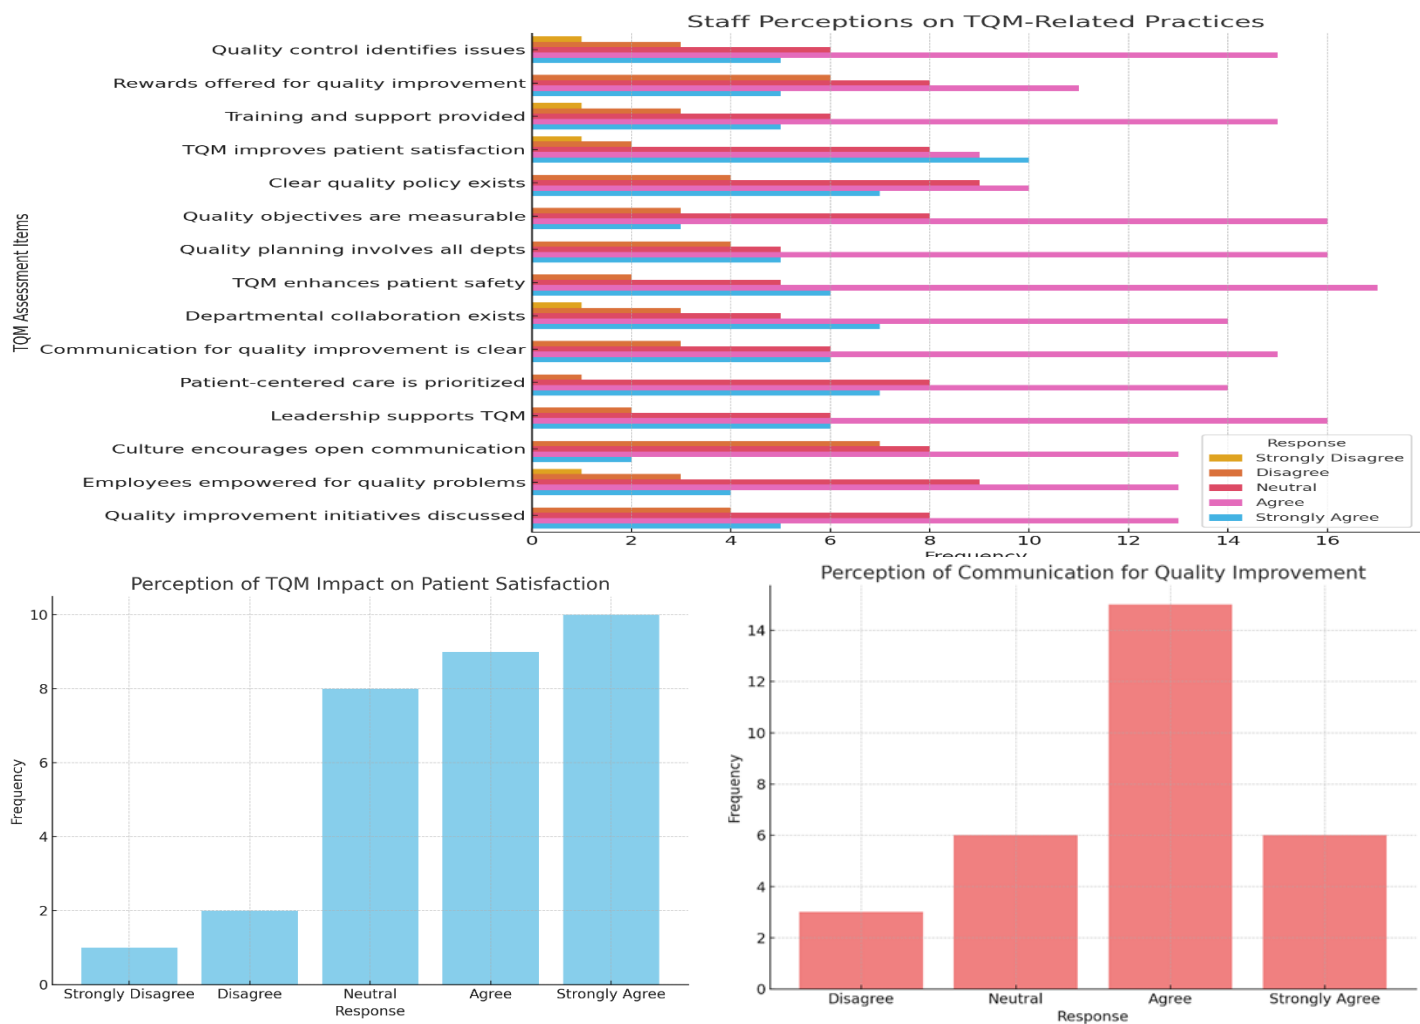 Staff Perceptions on TQM-Related Practices
TQM Assessment Items
Quality control identifies issues
Rewards offered for quality improvement
Training and support provided
TQM improves patient satisfaction
Clear quality policy exists
Quality objectives are measurable
Quality planning involves all depts
TQM enhances patient safety
Departmental collaboration exists
Communication for quality improvement is clear
Patient-centered care is prioritized
Leadership supports TQM
Culture encourages open communication
Employees empowered for quality problems
Quality improvement initiatives discussed
Response
Strongly Disagree
Disagree
Neutral
Agree
Strongly Agree
0 2 4 6 8 10 12 14 16
Frequency
Perception of TQM Impact on Patient Satisfaction
Frequency
10
8
6
4
2
0
Strongly Disagree Disagree Neutral Agree Strongly Agree
Response
Perception of Communication for Quality Improvement
Frequency
14
12
10
8
6
4
2
0
Disagree Neutral Agree Strongly Agree
Response